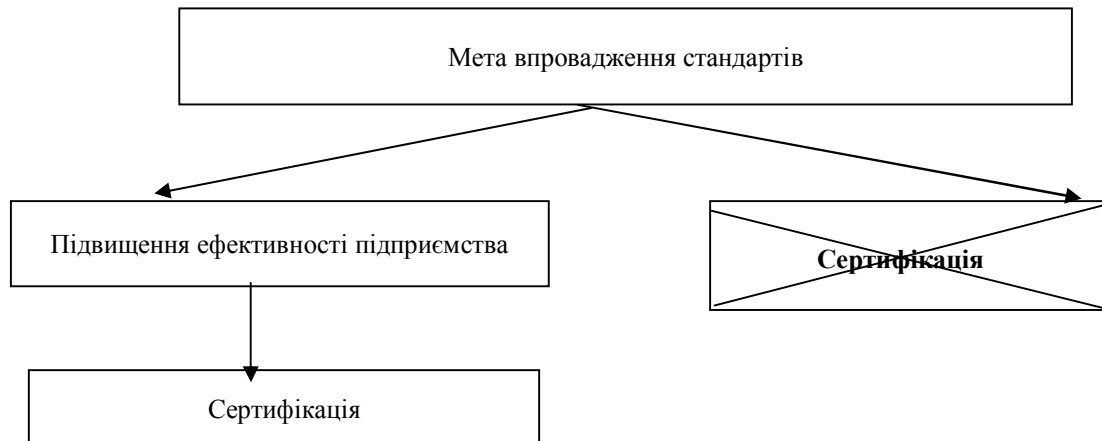 Мета впровадження стандартів
Підвищення ефективності підприємства
Сертифікація
Сертифікація